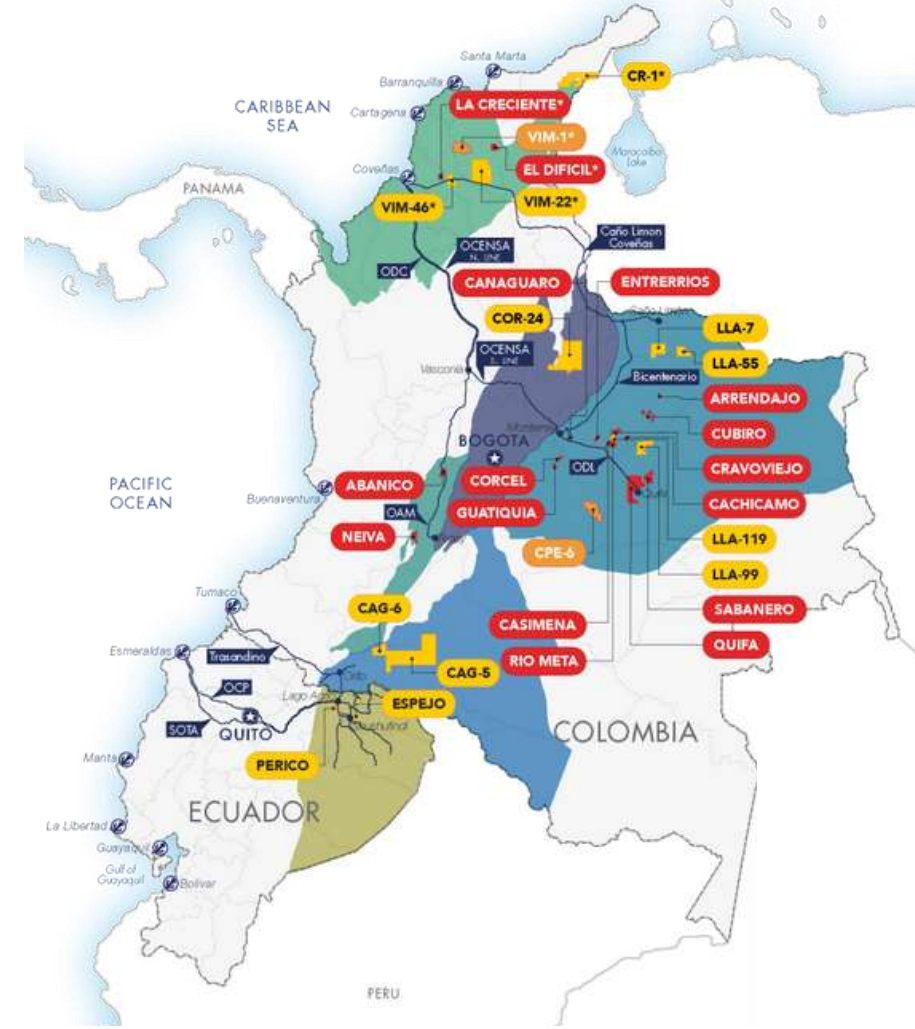 Santa Marta
CR-1*
Barranquilla
CARIBBEAN
SEA
LA CRECIENTE*
Cartagena
VIM-1*
Maracaibo
Lake
EL DIFICIL*
Coveñas
PANAMA
VIM-46*
VIM-22*
Caño Limon
Coveñas
OCENSA
N. LINE
ODC
CANAGUARO
ENTRERRIOS
COR-24
LLA-7
OCENSA
S. LINE
LLA-55
Vasconia
Bicentenario
ARRENDAJO
CUBIRO
BOGOTA
ODL
CRAVOVIEJO
PACIFIC
OCEAN
ABANICO
CORCEL
Buenaventura
CACHICAMO
OAM
GUATIQUIA
NEIVA
LLA-119
CPE-6
LLA-99
Tumaco
CAG-6
SABANERO
CASIMENA
Esmeraldas
Trasandino
QUIFA
RIO META
CAG-5
OCP
ESPEJO
SOTA
QUITO
COLOMBIA
Manta
PERICO
ECUADOR
La Libertad
Guayaquil
Gulf of
Guayaquil
Bolivar
PERU